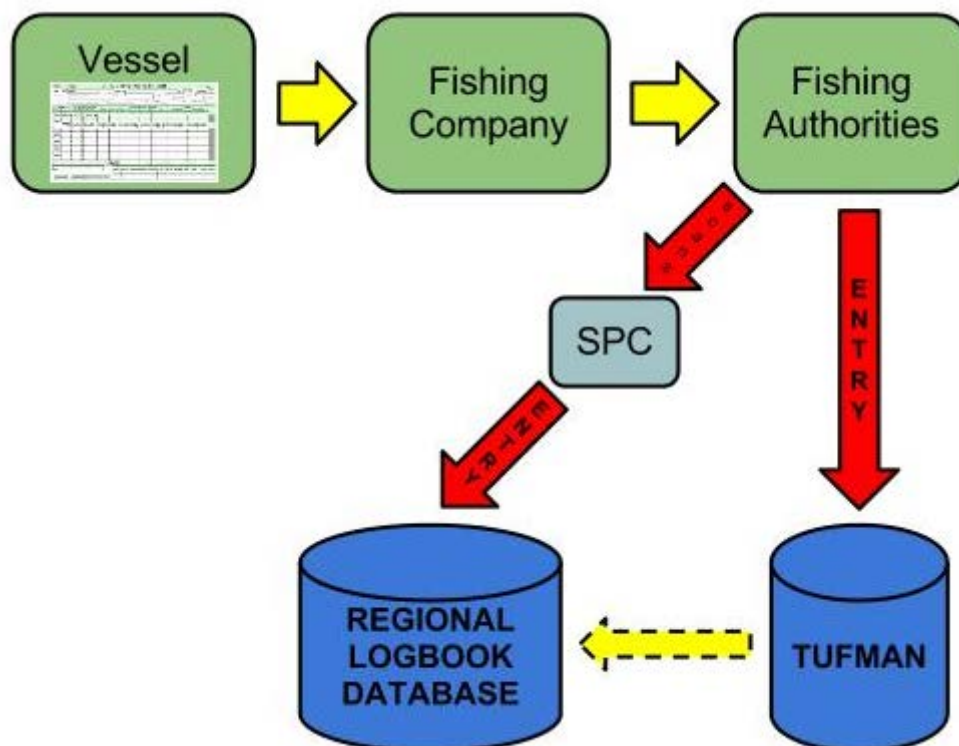 Vessel
Fishing
Company
Fishing
Authorities
SPC
ENTRY
ENTRY
REGIONAL
LOGBOOK
DATABASE
TUFMAN